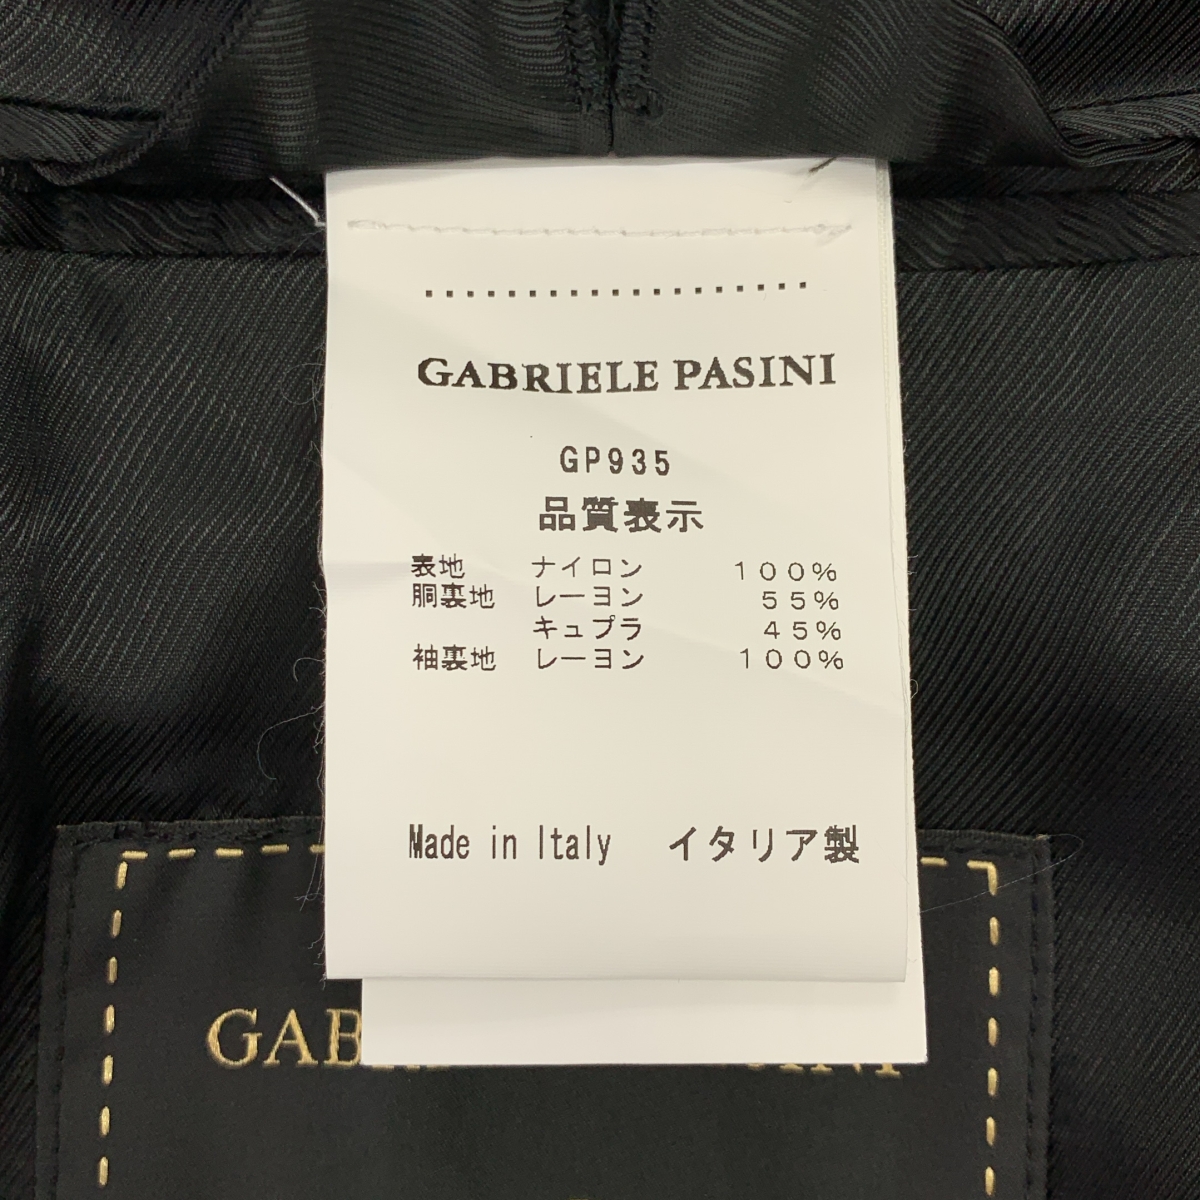 GABRIELE PASINI
GP935
品質表示
表地 ナイロン 100%
胴裏地 レーヨン 55%
キュプラ 45%
袖裏地 レーヨン 100%
Made in Italy イタリア製